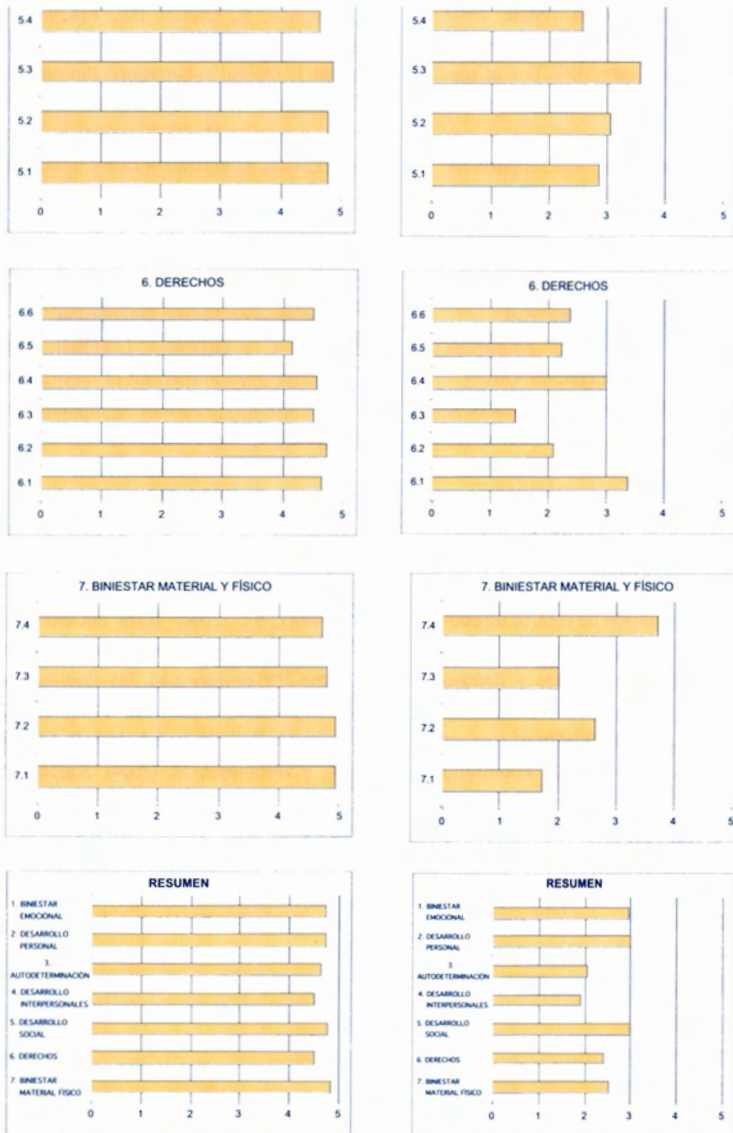 5.4
5.3
5.2
5.1
0 1 2 3 4 5
5.4
5.3
5.2
5.1
0 1 2 3 4 5
6. DERECHOS
6.6
6.5
6.4
6.3
6.2
6.1
0 1 2 3 4 5
6. DERECHOS
6.6
6.5
6.4
6.3
6.2
6.1
0 1 2 3 4 5
7. BINIESTAR MATERIAL Y FÍSICO
7.4
7.3
7.2
7.1
0 1 2 3 4 5
7. BINIESTAR MATERIAL Y FÍSICO
7.4
7.3
7.2
7.1
0 1 2 3 4 5
RESUMEN
1. BINIESTAR
EMOCIONAL
2. DESARROLLO
PERSONAL
3.
AUTODETERMINACIÓN
4. DESARROLLO
INTERPERSONALES
5. DESARROLLO
SOCIAL
6. DERECHOS
7. BINIESTAR
MATERIAL FÍSICO
0 1 2 3 4 5
RESUMEN
1. BINIESTAR
EMOCIONAL
2. DESARROLLO
PERSONAL
3.
AUTODETERMINACIÓN
4. DESARROLLO
INTERPERSONALES
5. DESARROLLO
SOCIAL
6. DERECHOS
7. BINIESTAR
MATERIAL FÍSICO
0 1 2 3 4 5